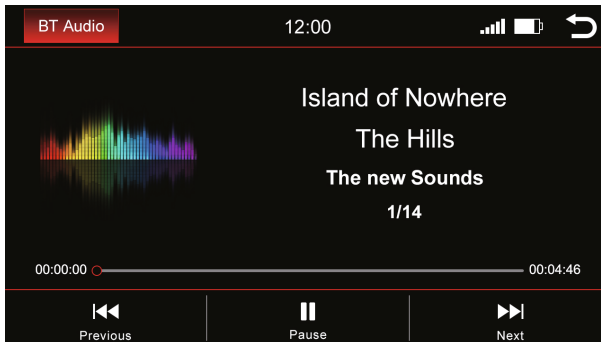 BT Audio 12:00
Island of Nowhere
The Hills
The new Sounds
1/14
00:00:00 00:04:46
Previous Pause Next